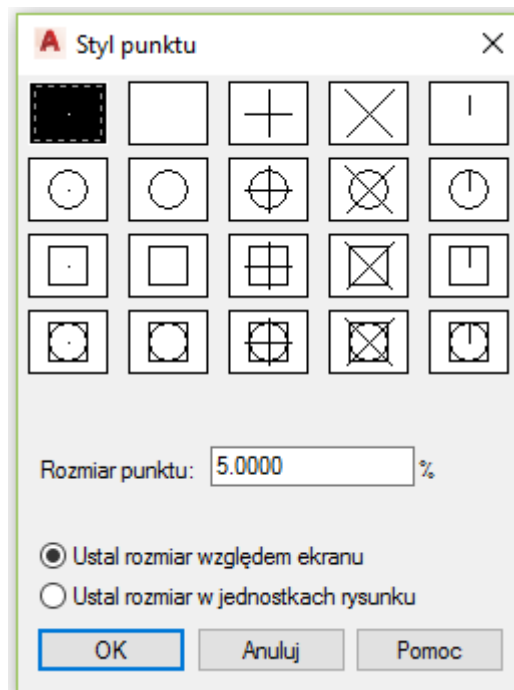 Styl punktu
Rozmiar punktu: 5.0000 %
Ustal rozmiar względem ekranu
Ustal rozmiar w jednostkach rysunku
OK Anuluj Pomoc